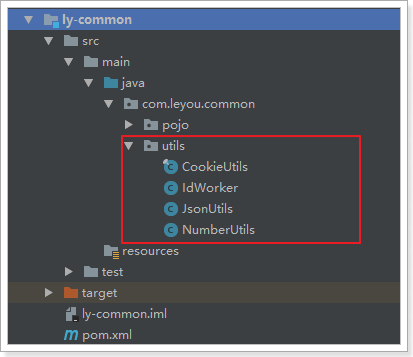 ly-common
src
main
java
com.leyou.common
pojo
utils
CookieUtils
IdWorker
JsonUtils
NumberUtils
resources
test
target
ly-common.iml
pom.xml